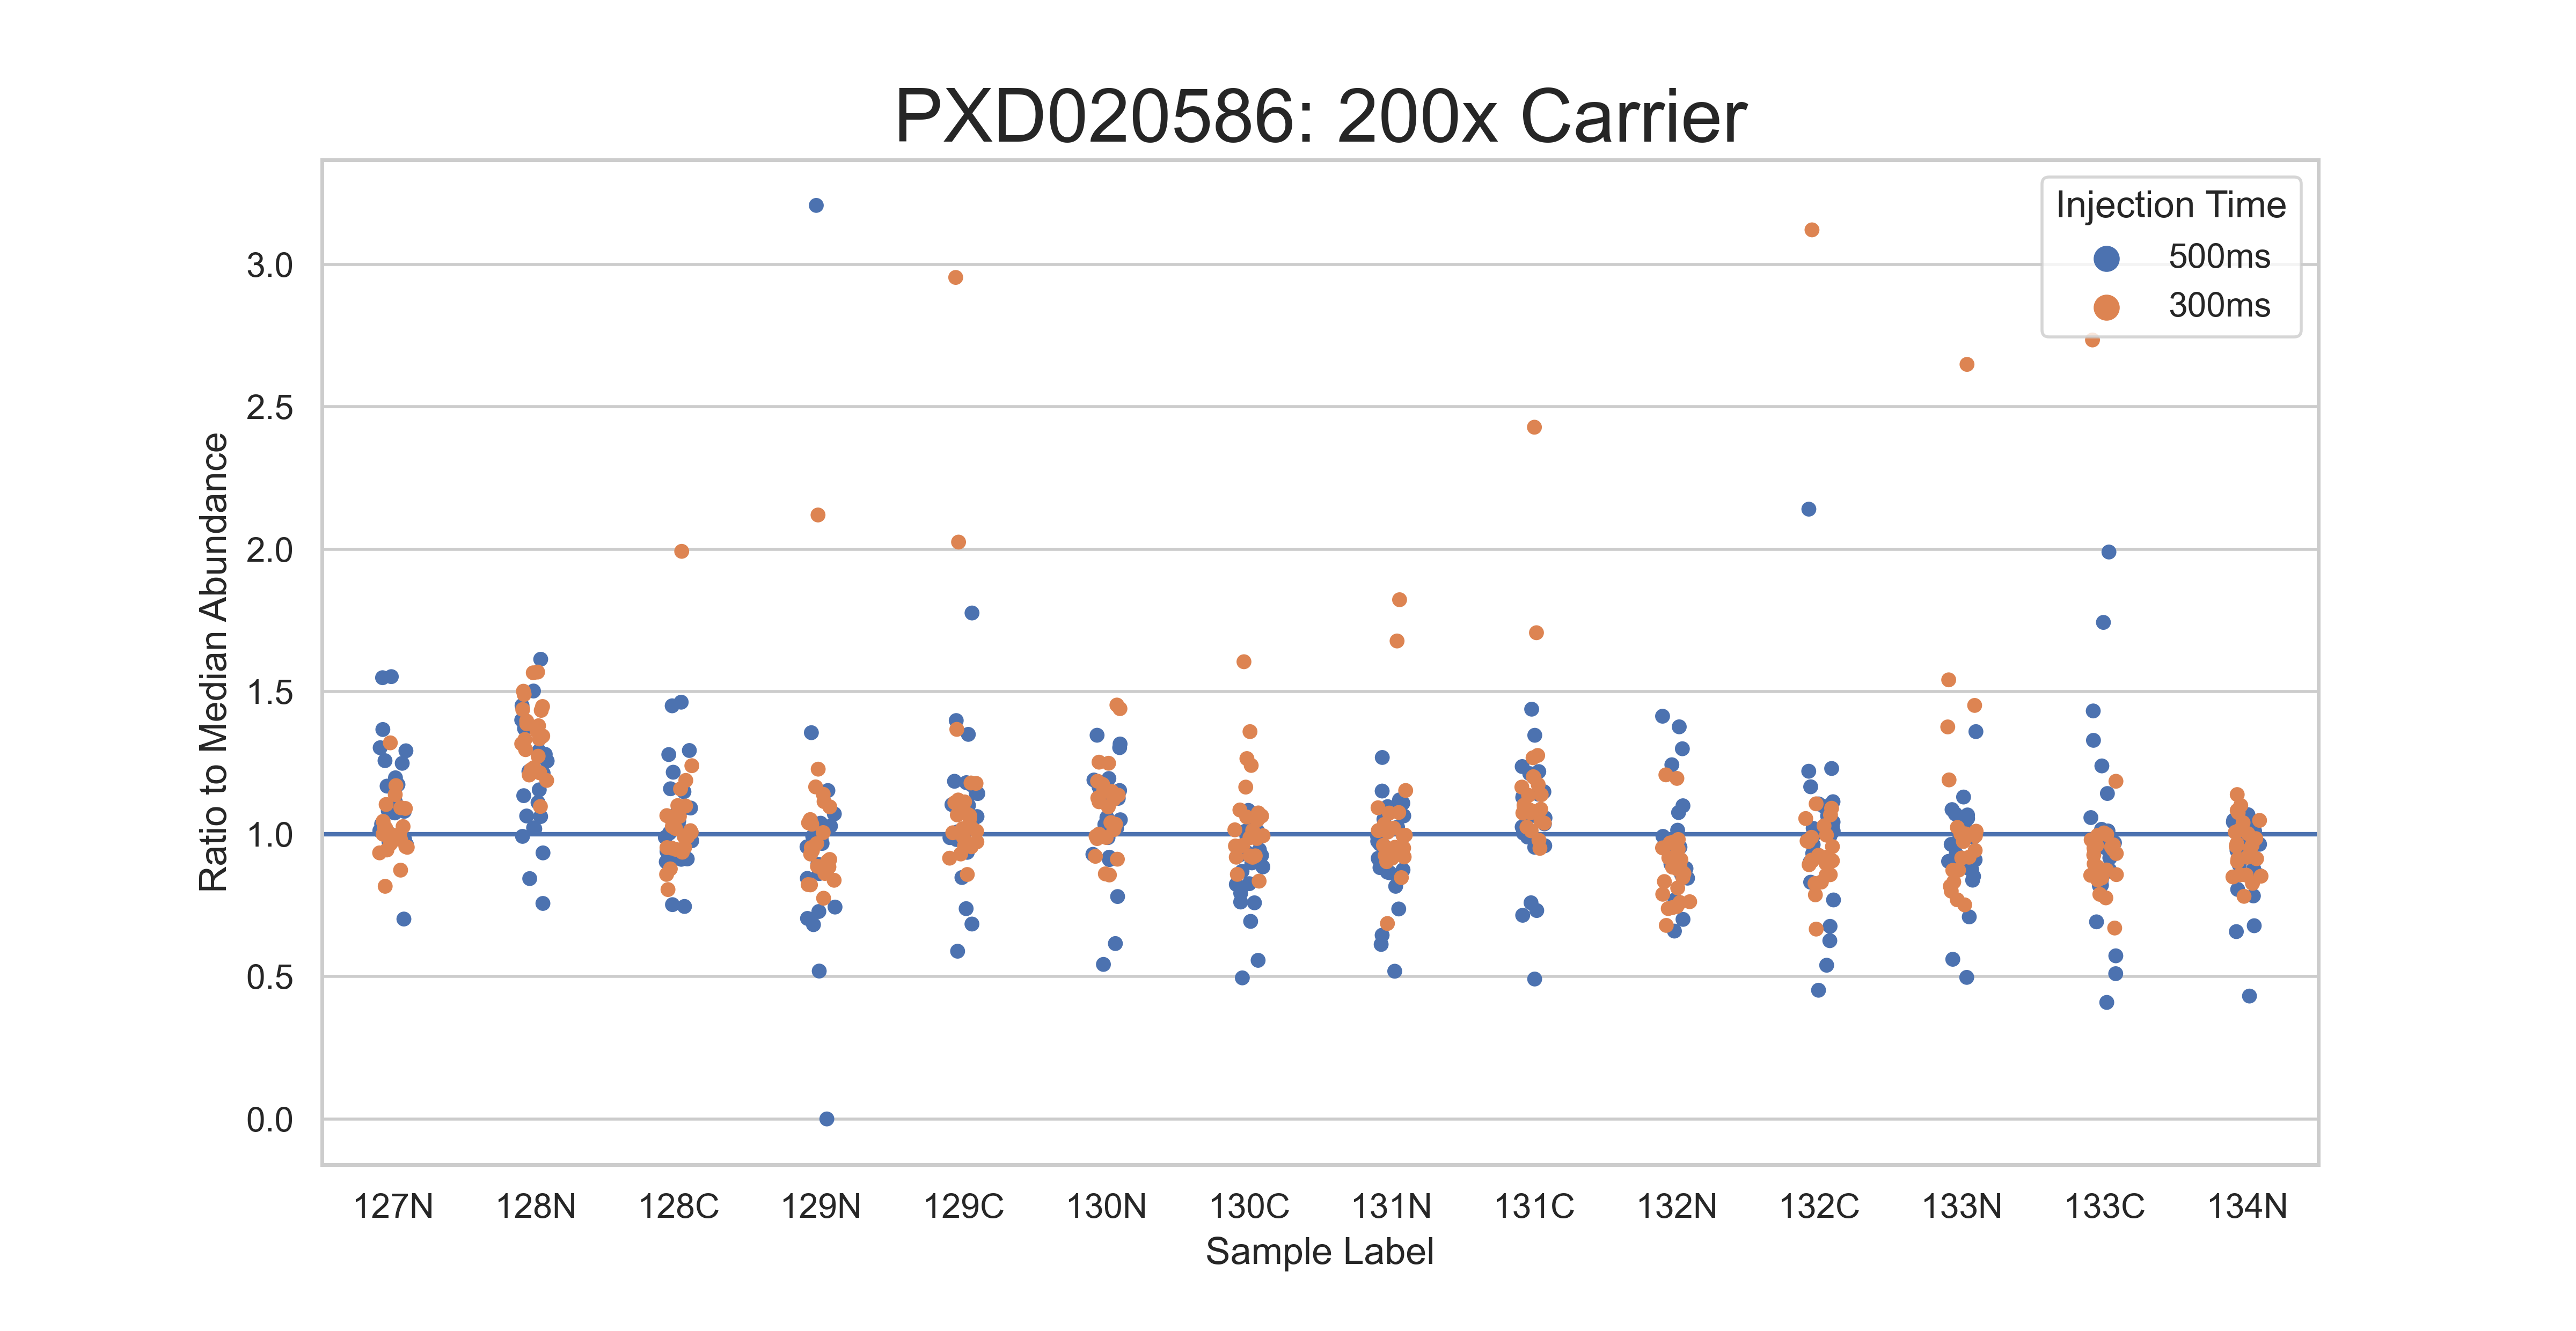 PXD020586: 200x Carrier
Injection Time
500ms
300ms
Ratio to Median Abundance
3.0
2.5
2.0
1.5
1.0
0.5
0.0
127N 128N 128C 129N 129C 130N 130C 131N 131C 132N 132C 133N 133C 134N
Sample Label